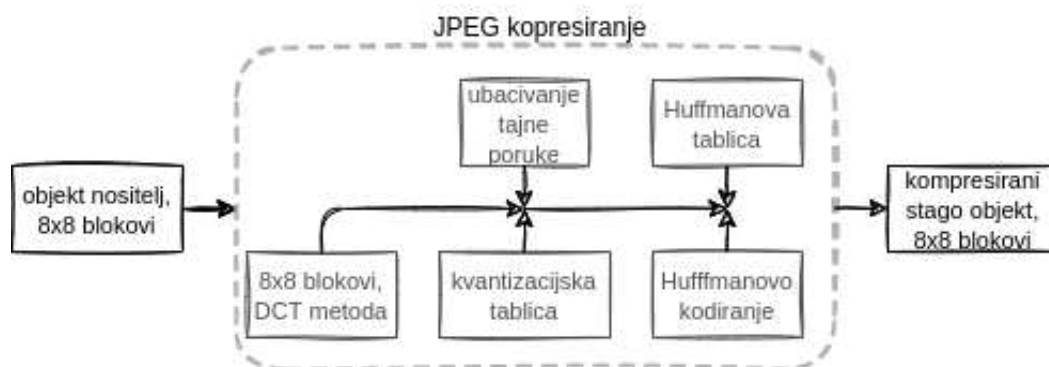 JPEG kopresiranje
ubacivanje
tajne
poruke
Huffmanova
tablica
objekt nositelj,
8x8 blokovi
kompresirani
stago objekt,
8x8 blokovi
8x8 blokovi,
DCT metoda
kvantizacijska
tablica
Hufffmanovo
kodiranje